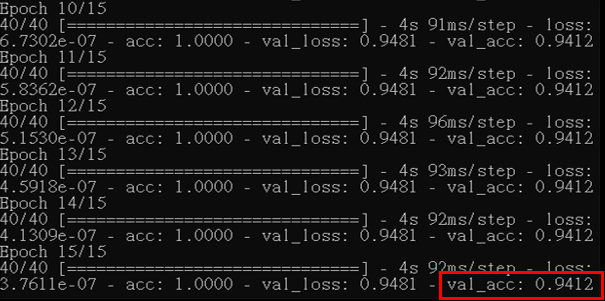 Epoch 10/15
40/40 [==============================] - 4s 91ms/step - loss:
6.7302e-07 - acc: 1.0000 - val_loss: 0.9481 - val_acc: 0.9412
Epoch 11/15
40/40 [==============================] - 4s 92ms/step - loss:
5.8362e-07 - acc: 1.0000 - val_loss: 0.9481 - val_acc: 0.9412
Epoch 12/15
40/40 [==============================] - 4s 96ms/step - loss:
5.1530e-07 - acc: 1.0000 - val_loss: 0.9481 - val_acc: 0.9412
Epoch 13/15
40/40 [==============================] - 4s 93ms/step - loss:
4.5918e-07 - acc: 1.0000 - val_loss: 0.9481 - val_acc: 0.9412
Epoch 14/15
40/40 [==============================] - 4s 92ms/step - loss:
4.1309e-07 - acc: 1.0000 - val_loss: 0.9481 - val_acc: 0.9412
Epoch 15/15
40/40 [==============================] - 4s 92ms/step - loss:
3.7611e-07 - acc: 1.0000 - val_loss: 0.9481 - val_acc: 0.9412